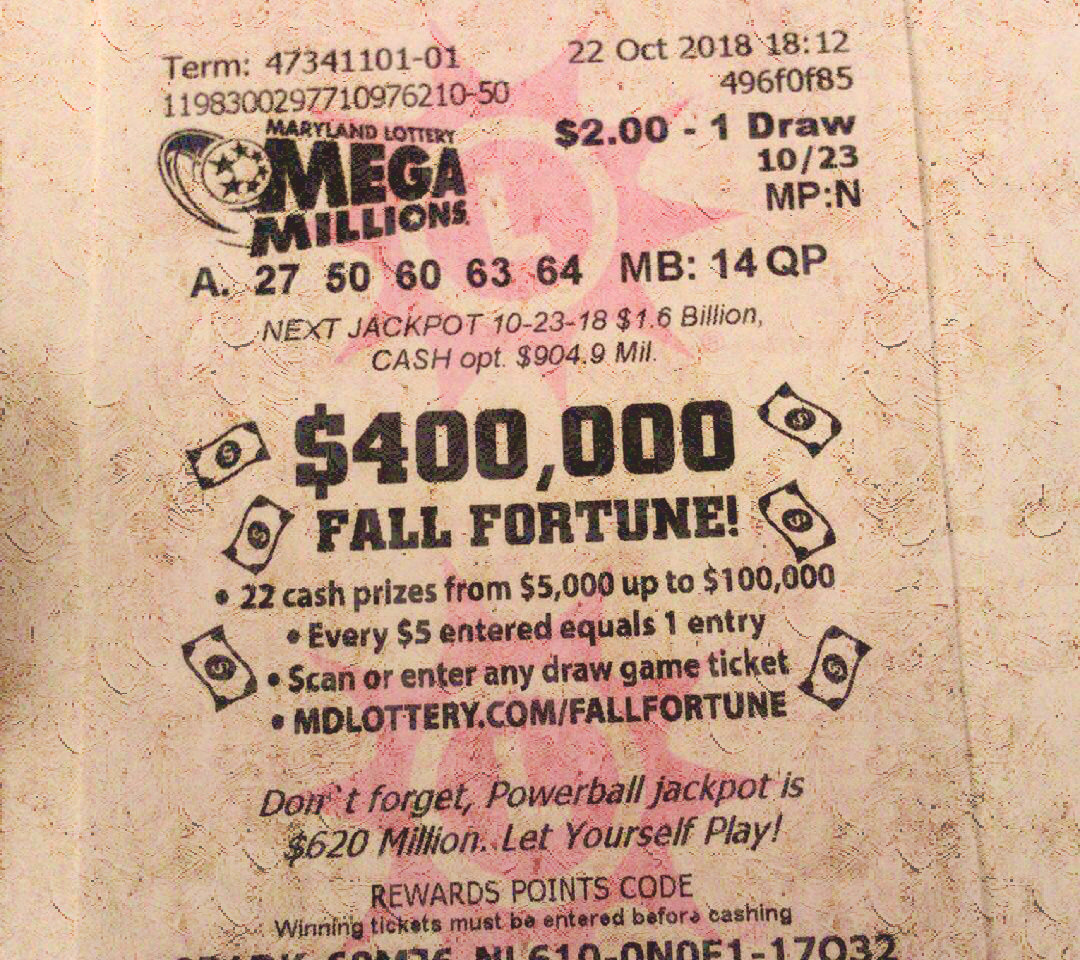 Term: 47341101-01 22 Oct 2018 18:12
1198300297710976210-50 496f0f85
MARYLAND LOTTERY
MEGA
MILLIONS
$2.00 - 1 Draw
10/23
MP:N
A. 27 50 60 63 64 MB: 14 QP
NEXT JACKPOT 10-23-18 $1.6 Billion,
CASH opt. $904.9 Mil.
$400,000
FALL FORTUNE!
• 22 cash prizes from $5,000 up to $100,000
• Every $5 entered equals 1 entry
• Scan or enter any draw game ticket
• MDLOTTERY.COM/FALLFORTUNE
Don't forget, Powerball jackpot is
$620 Million. Let Yourself Play!
REWARDS POINTS CODE
Winning tickets must be entered before cashing